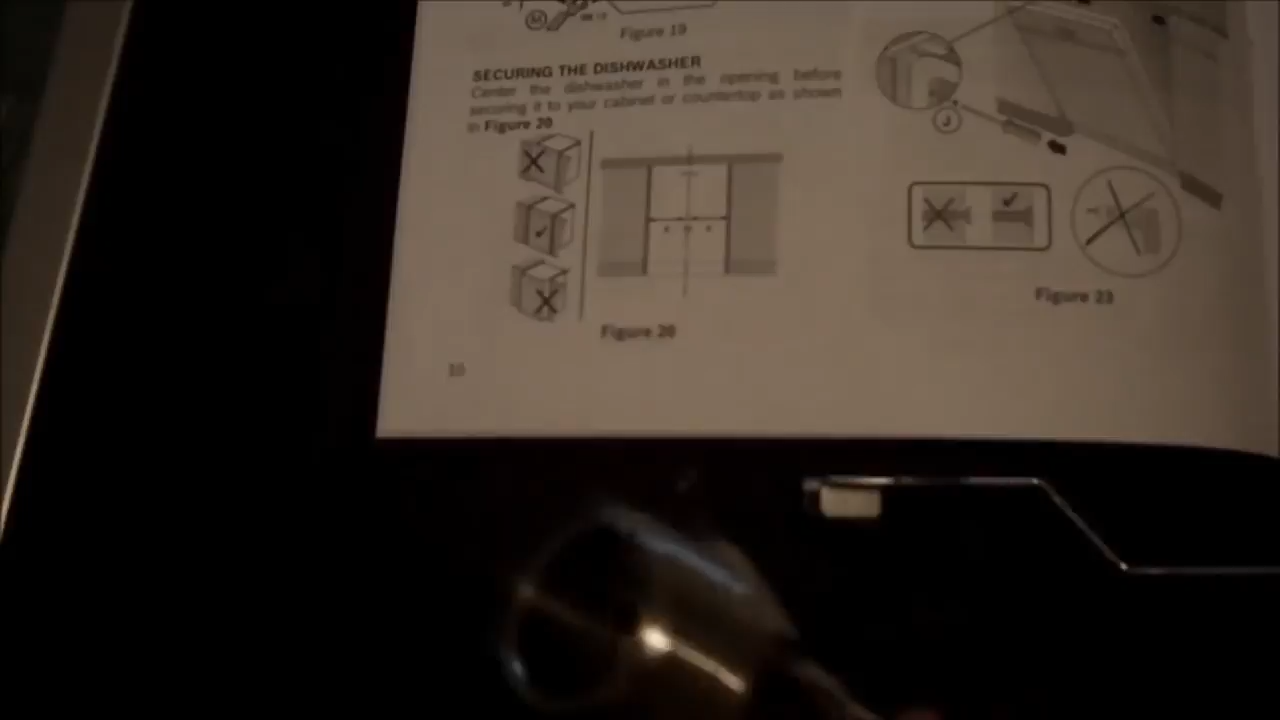 Figure 19
SECURING THE DISHWASHER
Center the dishwasher in the opening before
securing it to your cabinet or countertop as shown
in Figure 20
Figure 20
10
J
Figure 23